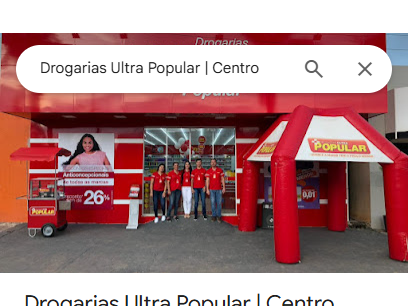 Drogarias
Drogarias Ultra Popular | Centro
Popular
Anticoncepcionais
de todas as marcas
26%
POPULAR
POPULAR
0,01
Drogarias Ultra Popular | Centro